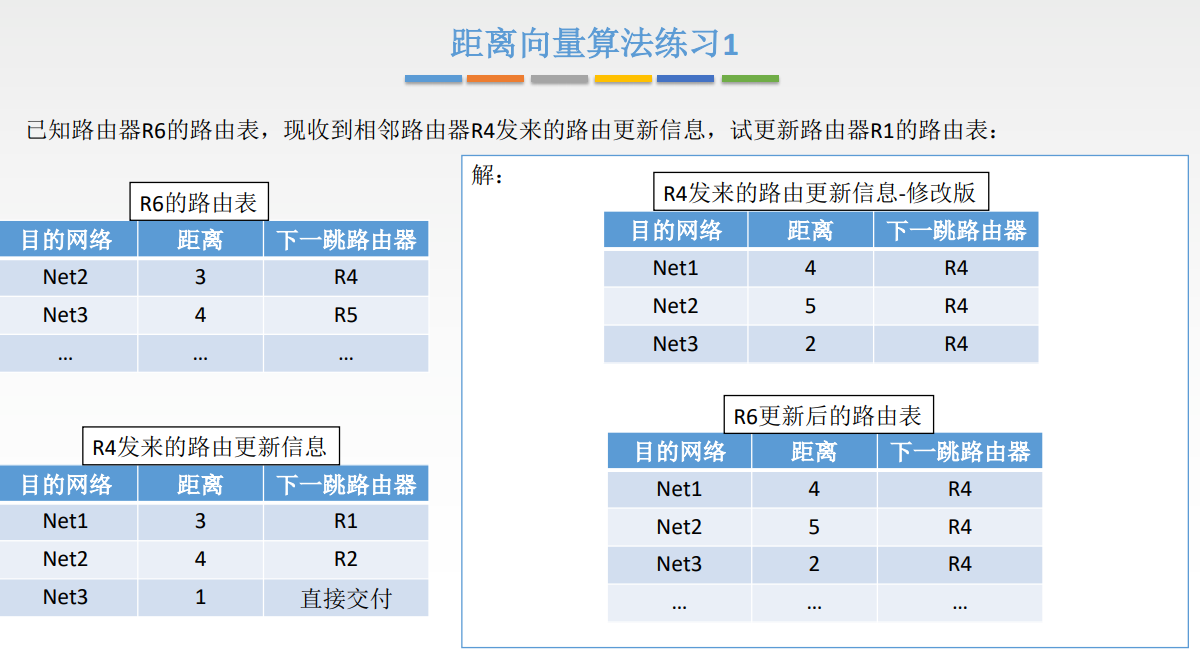 距离向量算法练习1
已知路由器R6的路由表，现收到相邻路由器R4发来的路由更新信息，试更新路由器R1的路由表：
R6的路由表
目的网络 距离 下一跳路由器
Net2 3 R4
Net3 4 R5
... ... ...
R4发来的路由更新信息
目的网络 距离 下一跳路由器
Net1 3 R1
Net2 4 R2
Net3 1 直接交付
解：
R4发来的路由更新信息-修改版
目的网络 距离 下一跳路由器
Net1 4 R4
Net2 5 R4
Net3 2 R4
R6更新后的路由表
目的网络 距离 下一跳路由器
Net1 4 R4
Net2 5 R4
Net3 2 R4
... ... ...